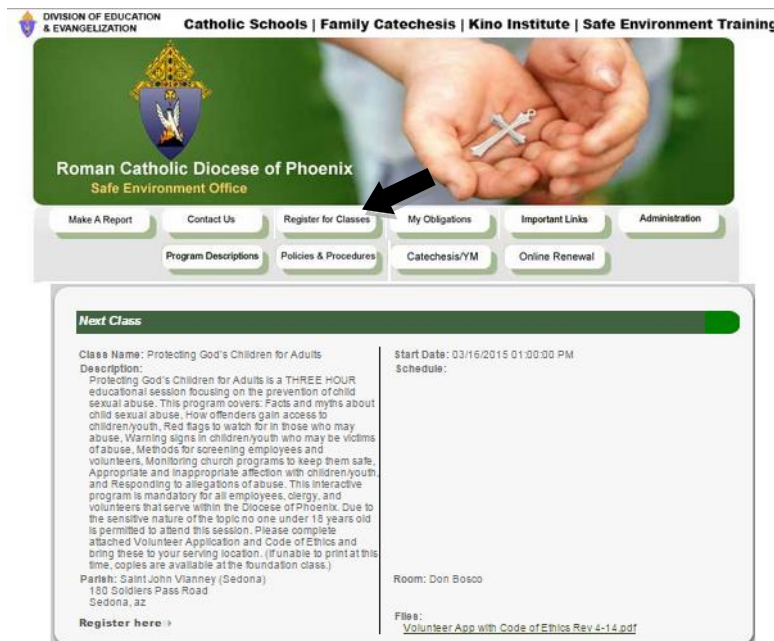 DIVISION OF EDUCATION
& EVANGELIZATION
Catholic Schools | Family Catechesis | Kino Institute | Safe Environment Training
Roman Catholic Diocese of Phoenix
Safe Environment Office
Make A Report
Contact Us
Register for Classes
My Obligations
Important Links
Administration
Program Descriptions
Policies & Procedures
Catechesis/YM
Online Renewal
Next Class
Class Name: Protecting God's Children for Adults
Description:
Protecting God's Children for Adults is a THREE HOUR
educational session focusing on the prevention of child
sexual abuse. This program covers: Facts and myths about
child sexual abuse, How offenders gain access to
children/youth, Red flags to watch for in those who may
abuse, Warning signs in children/youth who may be victims
of abuse, Methods for screening employees and
volunteers, Monitoring church programs to keep them safe,
Appropriate and Inappropriate affection with children/youth,
and Responding to allegations of abuse. This interactive
program is mandatory for all employees, clergy, and
volunteers that serve within the Diocese of Phoenix. Due to
the sensitive nature of the topic no one under 18 years old
is permitted to attend this session. Please complete
attached Volunteer Application and Code of Ethics and
bring these to your serving location. (If unable to print at this
time, copies are available at the foundation class.)
Parish: Saint John Vianney (Sedona)
180 Soldiers Pass Road
Sedona, az
Register here
Start Date: 03/16/2015 01:00:00 PM
Schedule:
Room: Don Bosco
Files:
Volunteer App with Code of Ethics Rev 4-14.pdf